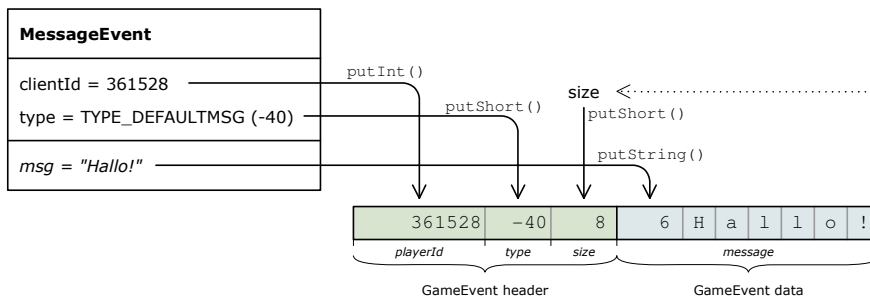 MessageEvent
clientId = 361528
putInt()
type = TYPE_DEFAULTMSG (-40)
putShort()
size
putShort()
msg = "Hallo!"
putString()
361528 -40 8 6 H a l l o !
playerId type size message
GameEvent header GameEvent data